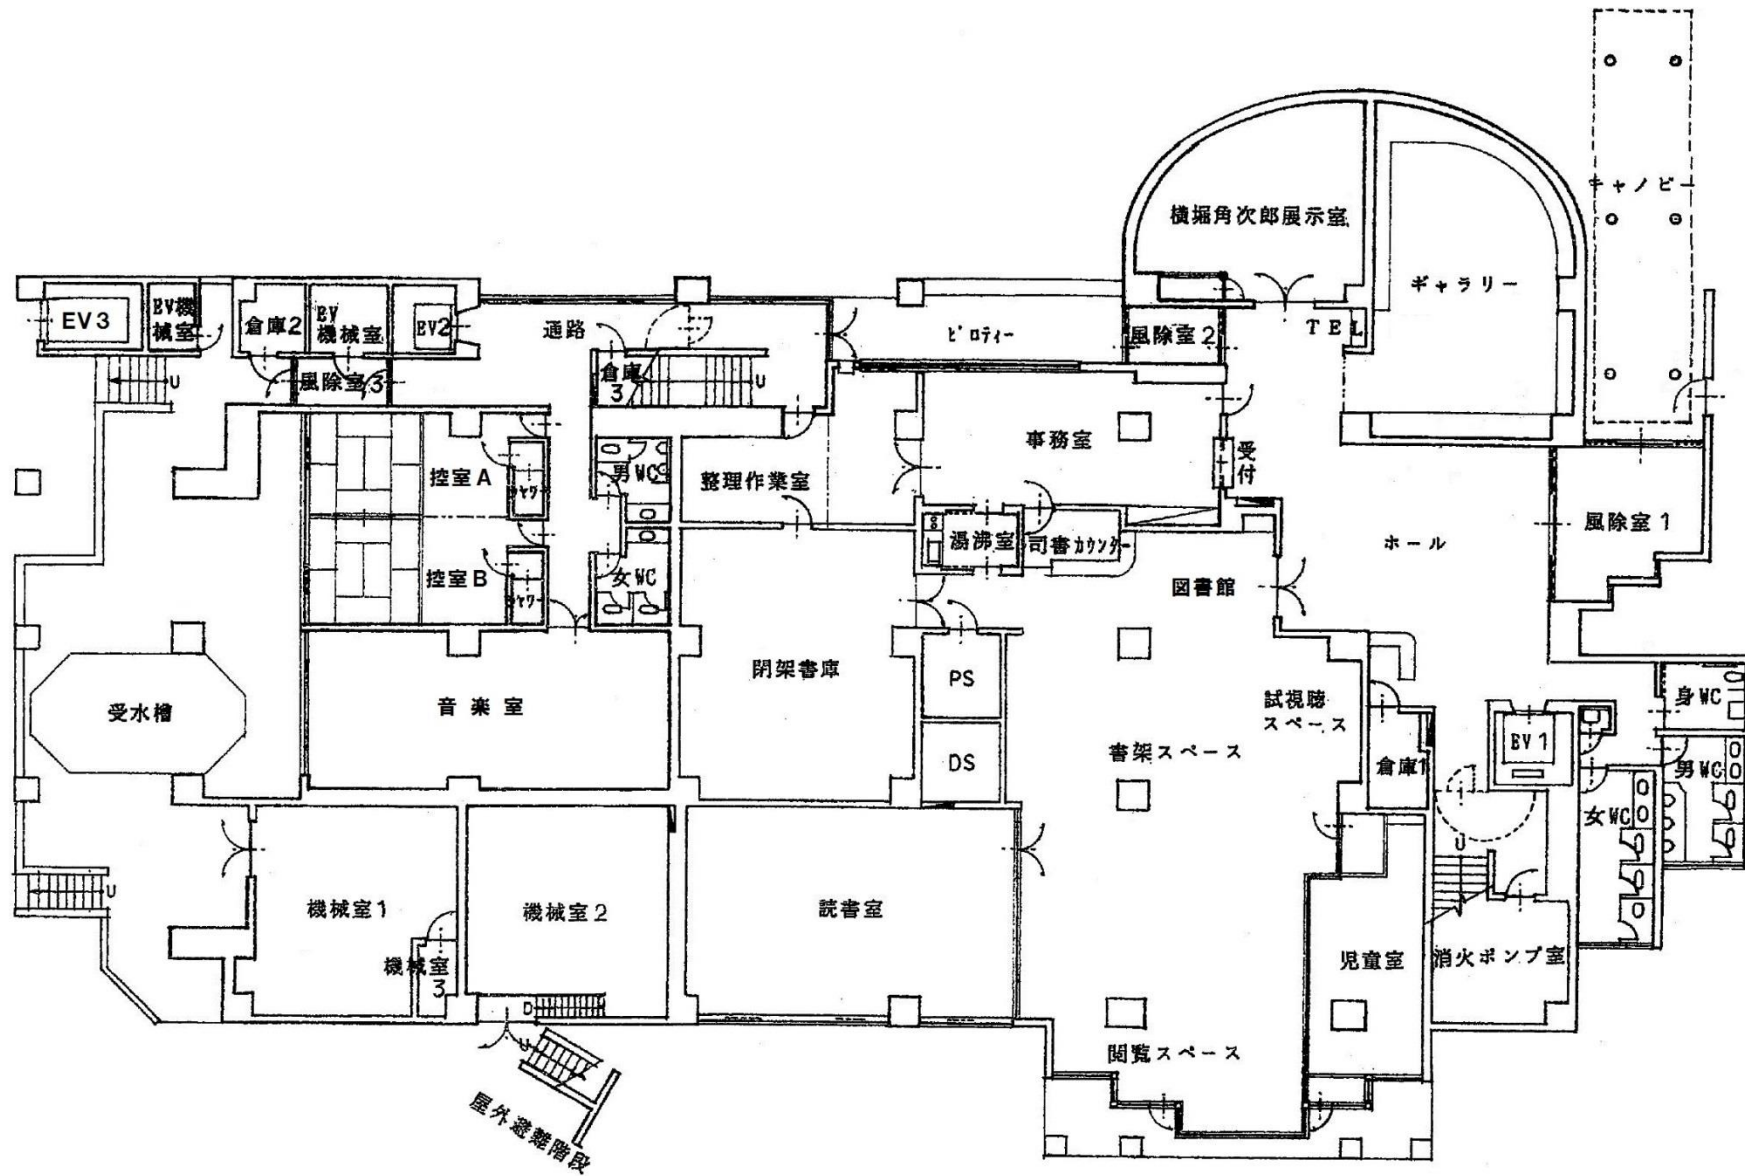 キャノピー
横堀角次郎展示室
ギャラリー
EV3
EV機
械室
倉庫2
EV
機械室
EV2
通路
ピロティー
風除室2
TEL
風除室3
倉庫
3
U
U
控室A
シャワー
男WC
整理作業室
事務室
受
付
風除室1
ホール
湯沸室
司書カウンター
控室B
シャワー
女WC
図書館
受水槽
音楽室
閉架書庫
PS
DS
試視聴
スペース
書架スペース
倉庫1
EV1
身WC
男WC
女WC
U
U
U
機械室1
機械室2
機械室
3
読書室
児童室
消火ポンプ室
D
U
閲覧スペース
屋外避難階段